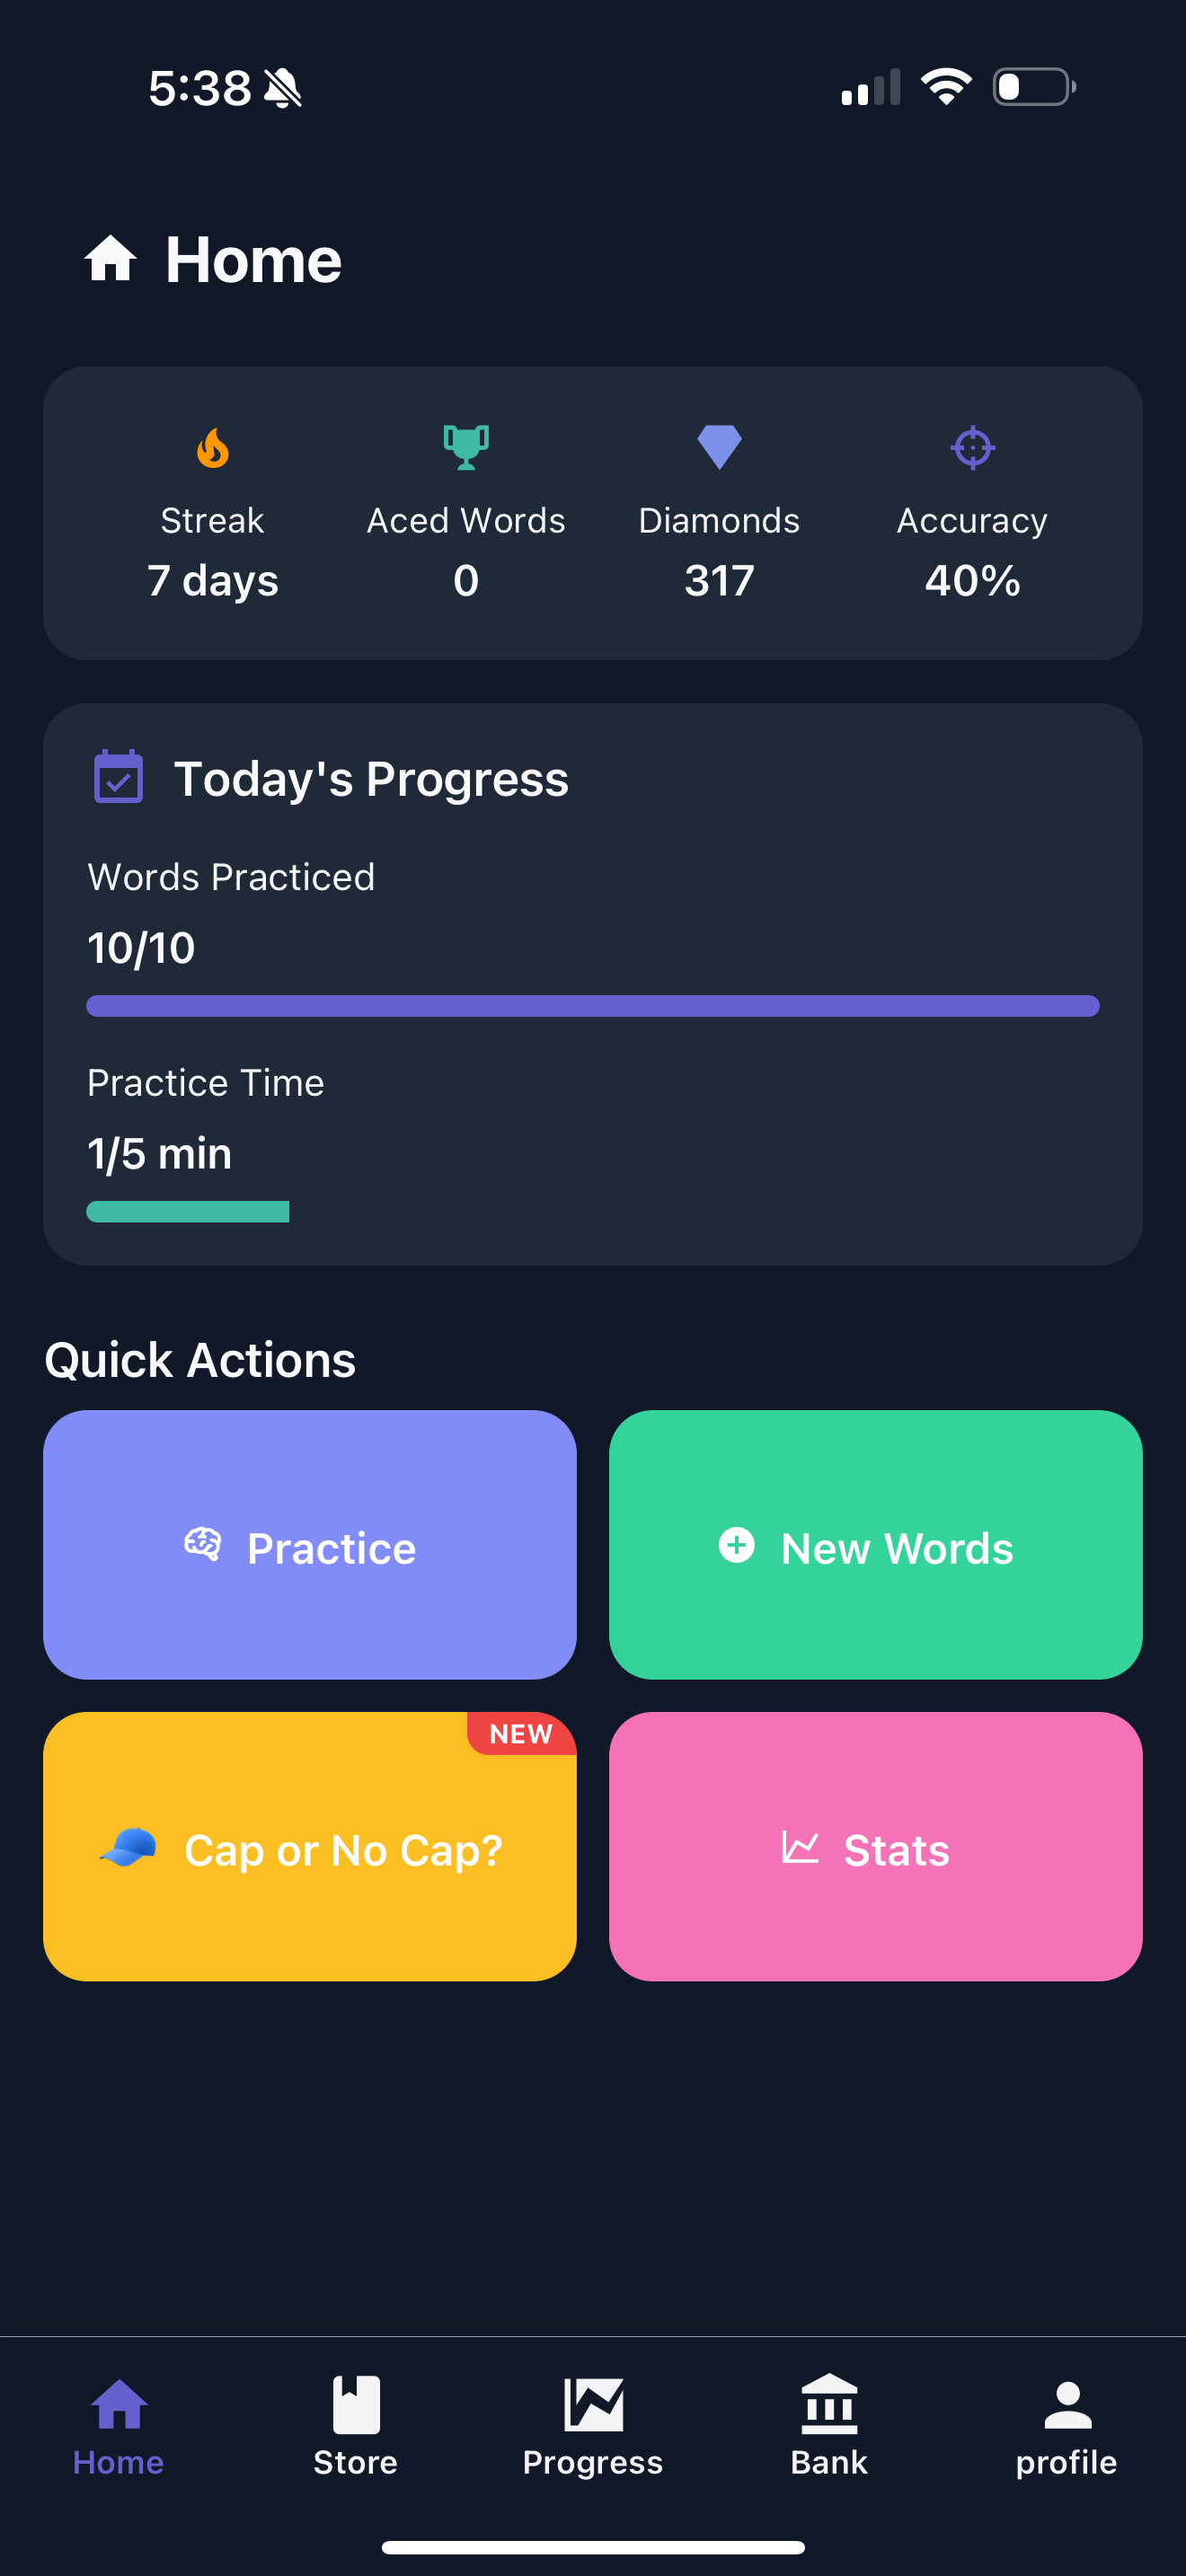 5:38
Home
Streak Aced Words Diamonds Accuracy
7 days 0 317 40%
Today's Progress
Words Practiced
10/10
Practice Time
1/5 min
Quick Actions
Practice New Words
NEW
Cap or No Cap? Stats
Home Store Progress Bank profile